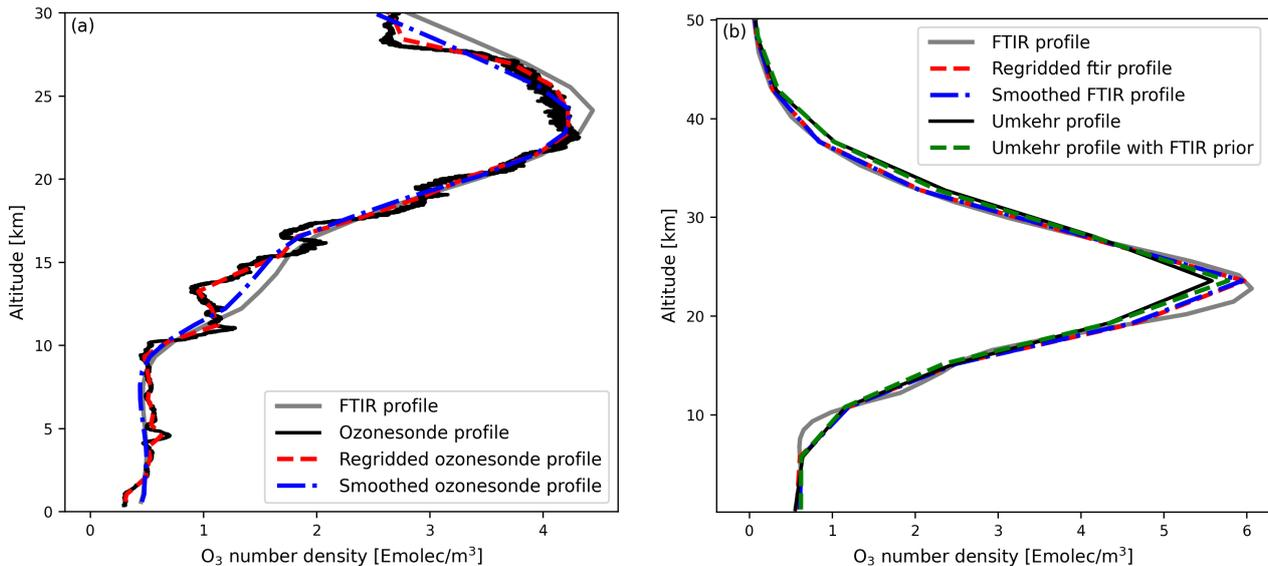 (a)
30
25
20
15
10
5
0
Altitude [km]
0 1 2 3 4
O₃ number density [Emolec/m³]
FTIR profile
Ozonesonde profile
Regridded ozonesonde profile
Smoothed ozonesonde profile
(b)
50
40
30
20
10
Altitude [km]
0 1 2 3 4 5 6
O₃ number density [Emolec/m³]
FTIR profile
Regridded ftir profile
Smoothed FTIR profile
Umkehr profile
Umkehr profile with FTIR prior